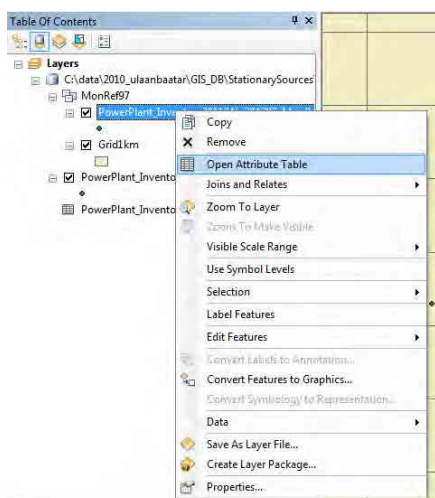 Table Of Contents
Layers
C:\data\2010_ulaanbaatar\GIS_DB\StationarySources
MonRef97
Grid1km
PowerPlant_Invento
PowerPlant_Invento
Copy
Remove
Open Attribute Table
Joins and Relates
Zoom To Layer
Zoom To Make Visible
Visible Scale Range
Use Symbol Levels
Selection
Label Features
Edit Features
Convert Labels to Annotation...
Convert Features to Graphics...
Convert Symbology to Representation...
Data
Save As Layer File...
Create Layer Package...
Properties...